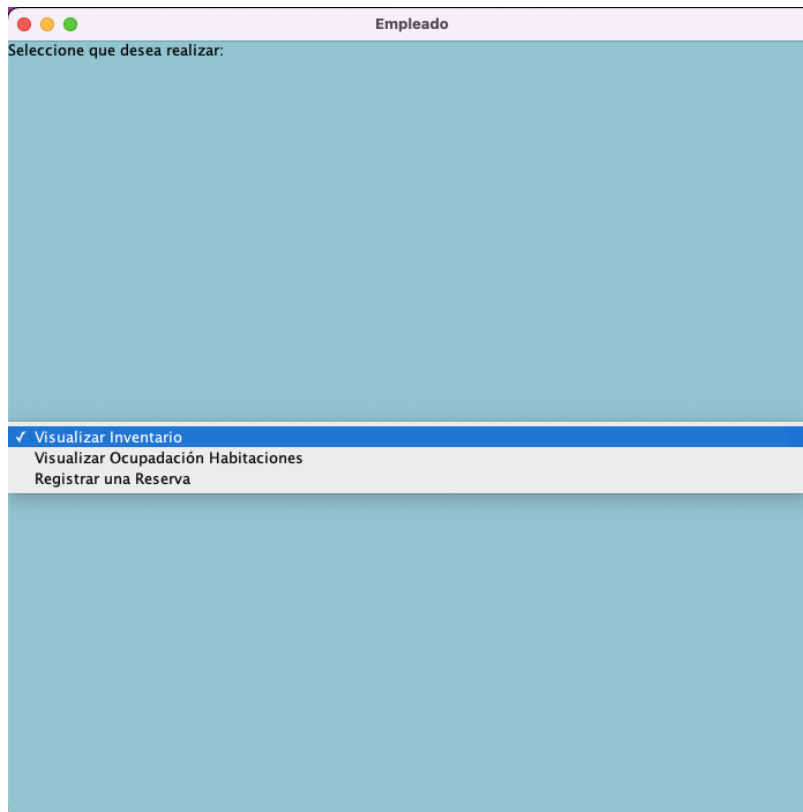 Empleado
Seleccione que desea realizar:
✓ Visualizar Inventario
Visualizar Ocupadación Habitaciones
Registrar una Reserva